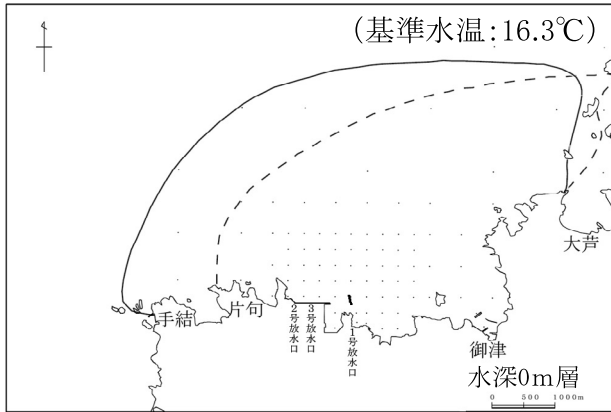 (基準水温:16.3℃)
大芦
手結
片句
2号放水口
3号放水口
1号放水口
御津
水深0m層
0 500 1000m